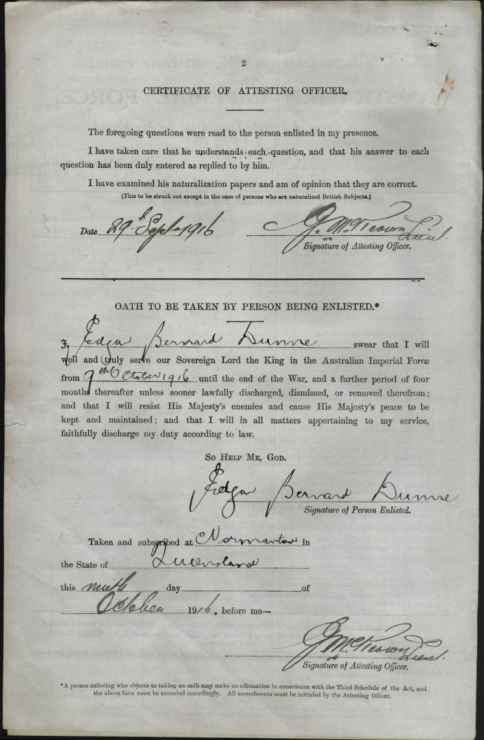 2
CERTIFICATE OF ATTESTING OFFICER.
The foregoing questions were read to the person enlisted in my presence.
I have taken care that he understands each question, and that his answer to each
question has been duly entered as replied to by him.
I have examined his naturalization papers and am of opinion that they are correct.
(This to be struck out except in the case of persons who are naturalized British Subjects.)
Date 29th Sept 1916 G. McKeown Lieut.
Signature of Attesting Officer.
OATH TO BE TAKEN BY PERSON BEING ENLISTED.*
I, Edgar Bernard Dunne swear that I will
well and truly serve our Sovereign Lord the King in the Australian Imperial Force
from 9th October 1916 until the end of the War, and a further period of four
months thereafter unless sooner lawfully discharged, dismissed, or removed therefrom;
and that I will resist His Majesty's enemies and cause His Majesty's peace to be
kept and maintained; and that I will in all matters appertaining to my service,
faithfully discharge my duty according to law.
SO HELP ME, GOD.
Edgar Bernard Dunne
Signature of Person Enlisted.
Taken and subscribed at Normanton in
the State of Queensland
this ninth day of
October 1916, before me—
G. McKeown Lieut.
Signature of Attesting Officer.
*A person enlisting who objects to taking an oath may make an affirmation in accordance with the Third Schedule of the Act, and
the above form must be amended accordingly. All amendments must be initialed by the Attesting Officer.